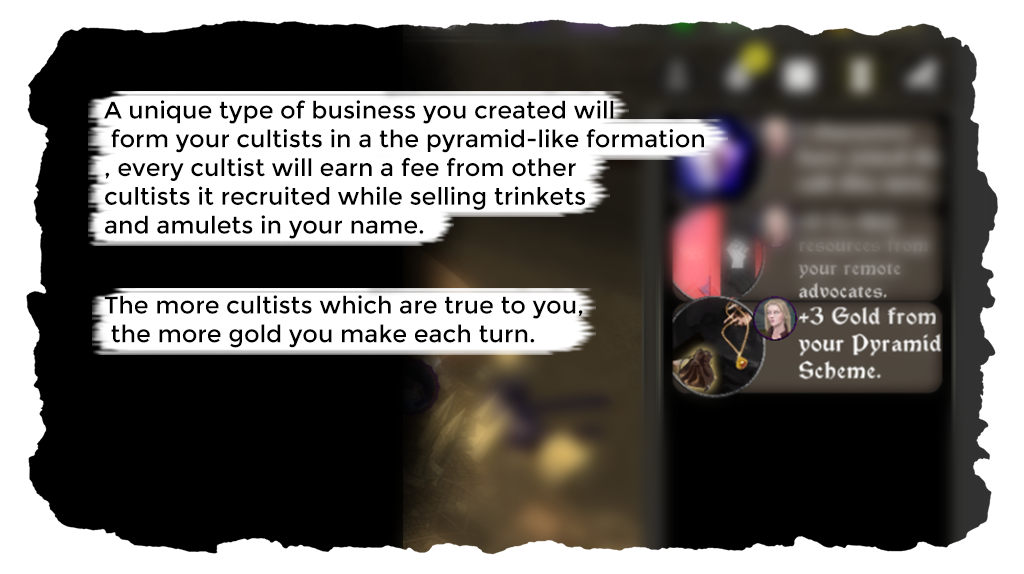 A unique type of business you created will
form your cultists in a the pyramid-like formation
, every cultist will earn a fee from other
cultists it recruited while selling trinkets
and amulets in your name.
The more cultists which are true to you,
the more gold you make each turn.
resources from
your remote
advocates.
+3 Gold from
your Pyramid
Scheme.